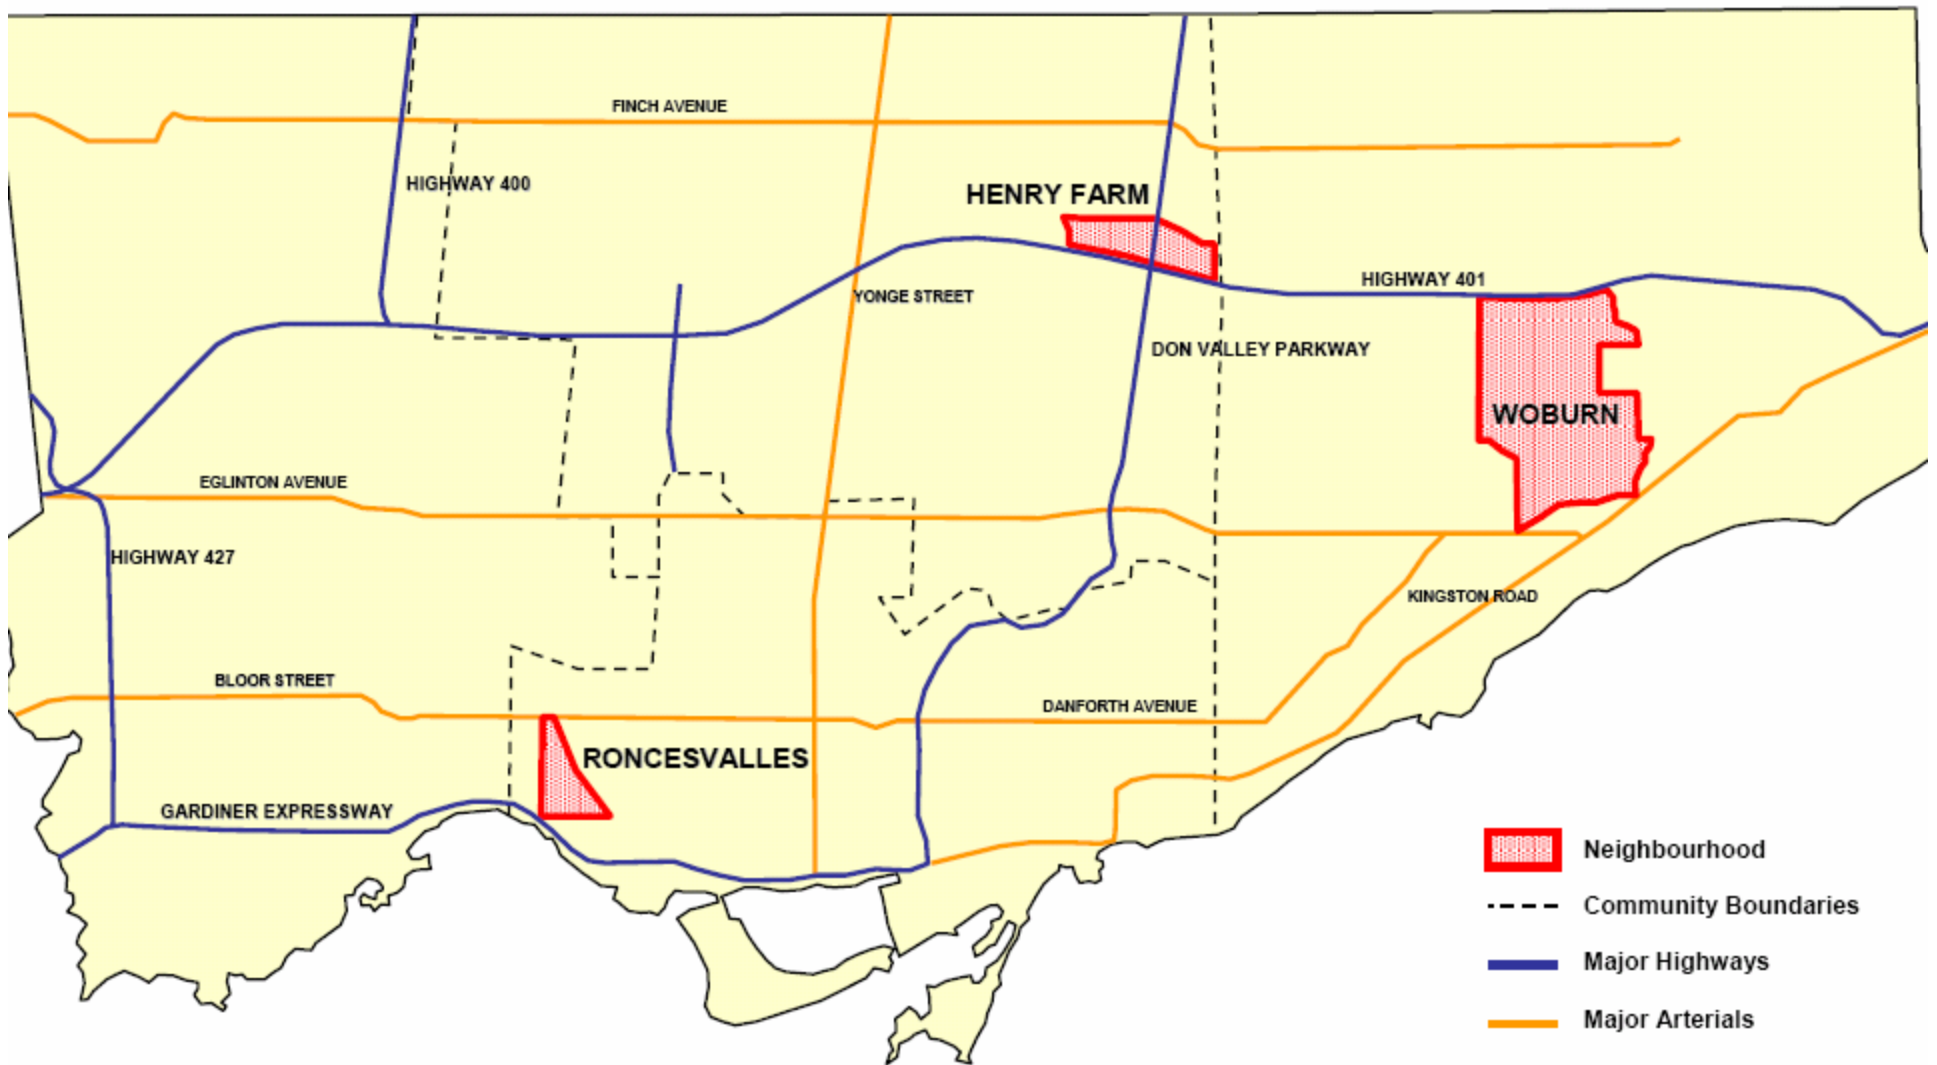 FINCH AVENUE
HIGHWAY 400
HENRY FARM
HIGHWAY 401
YONGE STREET
DON VALLEY PARKWAY
WOBURN
EGLINTON AVENUE
HIGHWAY 427
KINGSTON ROAD
BLOOR STREET
DANFORTH AVENUE
RONCESVALLES
GARDINER EXPRESSWAY
Neighbourhood
Community Boundaries
Major Highways
Major Arterials